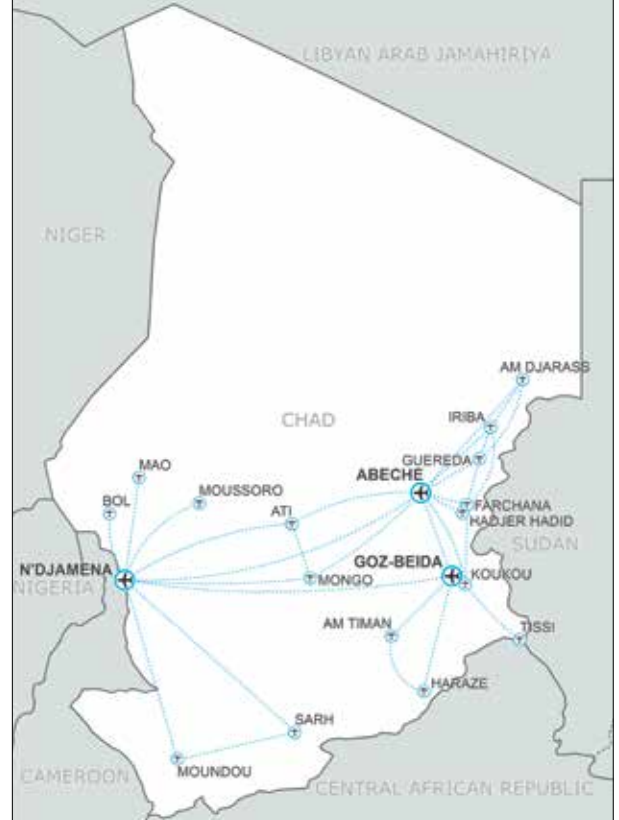 LIBYAN ARAB JAMAHIRIYA
NIGER
AM DJARASS
IRIBA
CHAD
GUEREDA
MAO
ABECHE
MOUSSORO
BOL
ATI
FARCHANA
HADJER HADID
SUDAN
N'DJAMENA
GOZ-BEIDA
KOUKOU
MONGO
NIGERIA
AM TIMAN
TISSI
HARAZE
SARH
MOUNDOU
CAMEROON
CENTRAL AFRICAN REPUBLIC